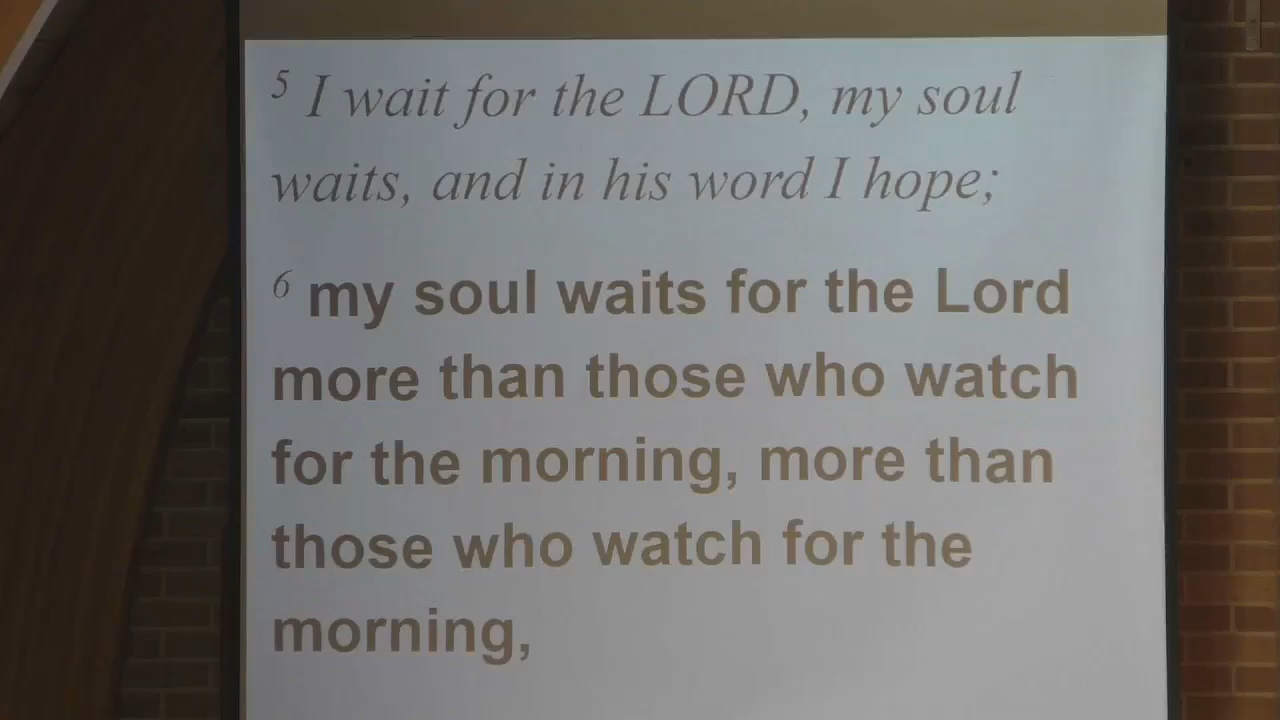 5 I wait for the LORD, my soul
waits, and in his word I hope;
6 my soul waits for the Lord
more than those who watch
for the morning, more than
those who watch for the
morning,